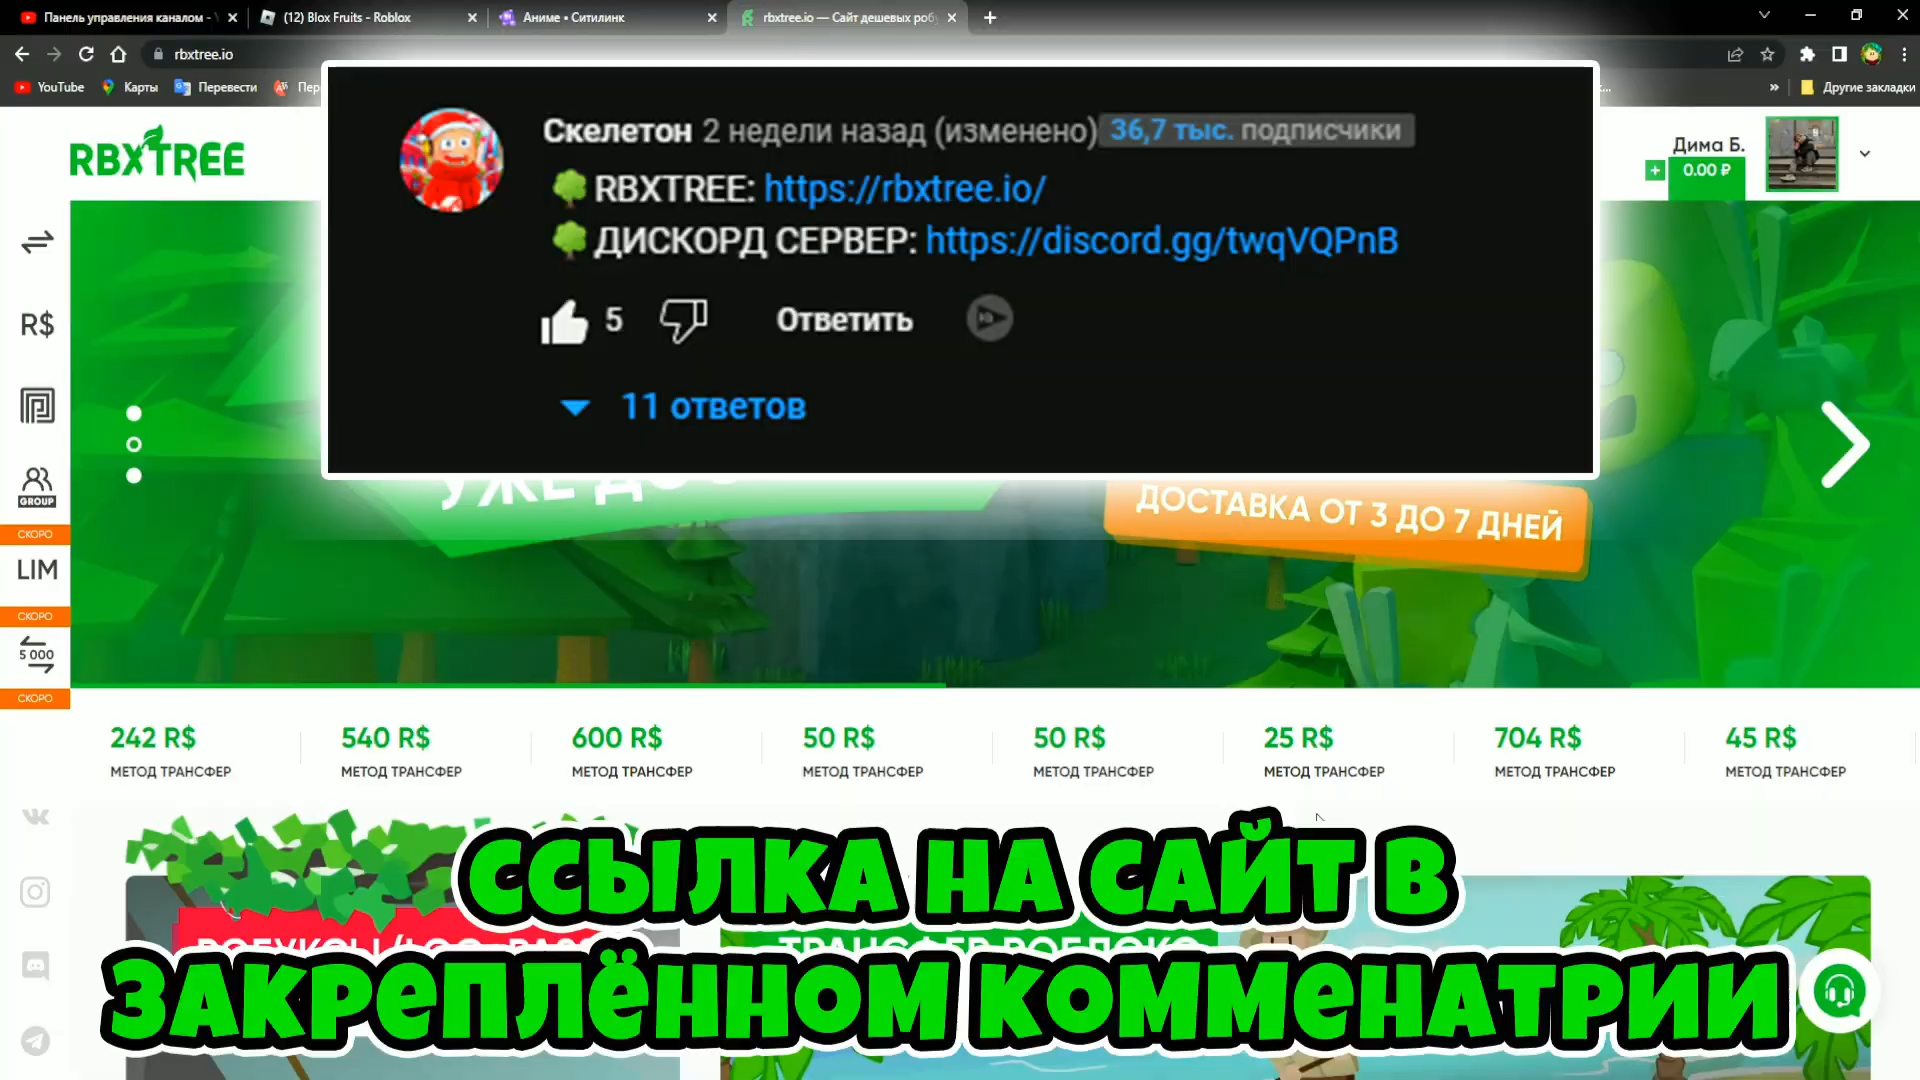 Панель управления каналом -
(12) Blox Fruits - Roblox
Аниме • Ситилинк
rbxtree.io — Сайт дешевых роб
rbxtree.io
YouTube
Карты
Перевести
Другие закладки
RBXTREE
Дима Б.
0.00 ₽
Скелетон 2 недели назад (изменено) 36,7 тыс. подписчики
RBXTREE: https://rbxtree.io/
ДИСКОРД СЕРВЕР: https://discord.gg/twqVQPnB
5 Ответить
11 ответов
R$
GROUP
СКОРО
LIM
СКОРО
5 000
СКОРО
УЖЕ
ДОСТАВКА ОТ 3 ДО 7 ДНЕЙ
242 R$ 540 R$ 600 R$ 50 R$ 50 R$ 25 R$ 704 R$ 45 R$
МЕТОД ТРАНСФЕР МЕТОД ТРАНСФЕР МЕТОД ТРАНСФЕР МЕТОД ТРАНСФЕР МЕТОД ТРАНСФЕР МЕТОД ТРАНСФЕР МЕТОД ТРАНСФЕР МЕТОД ТРАНСФЕР
ССЫЛКА НА САЙТ В
ЗАКРЕПЛЁННОМ КОММЕНАТРИИ